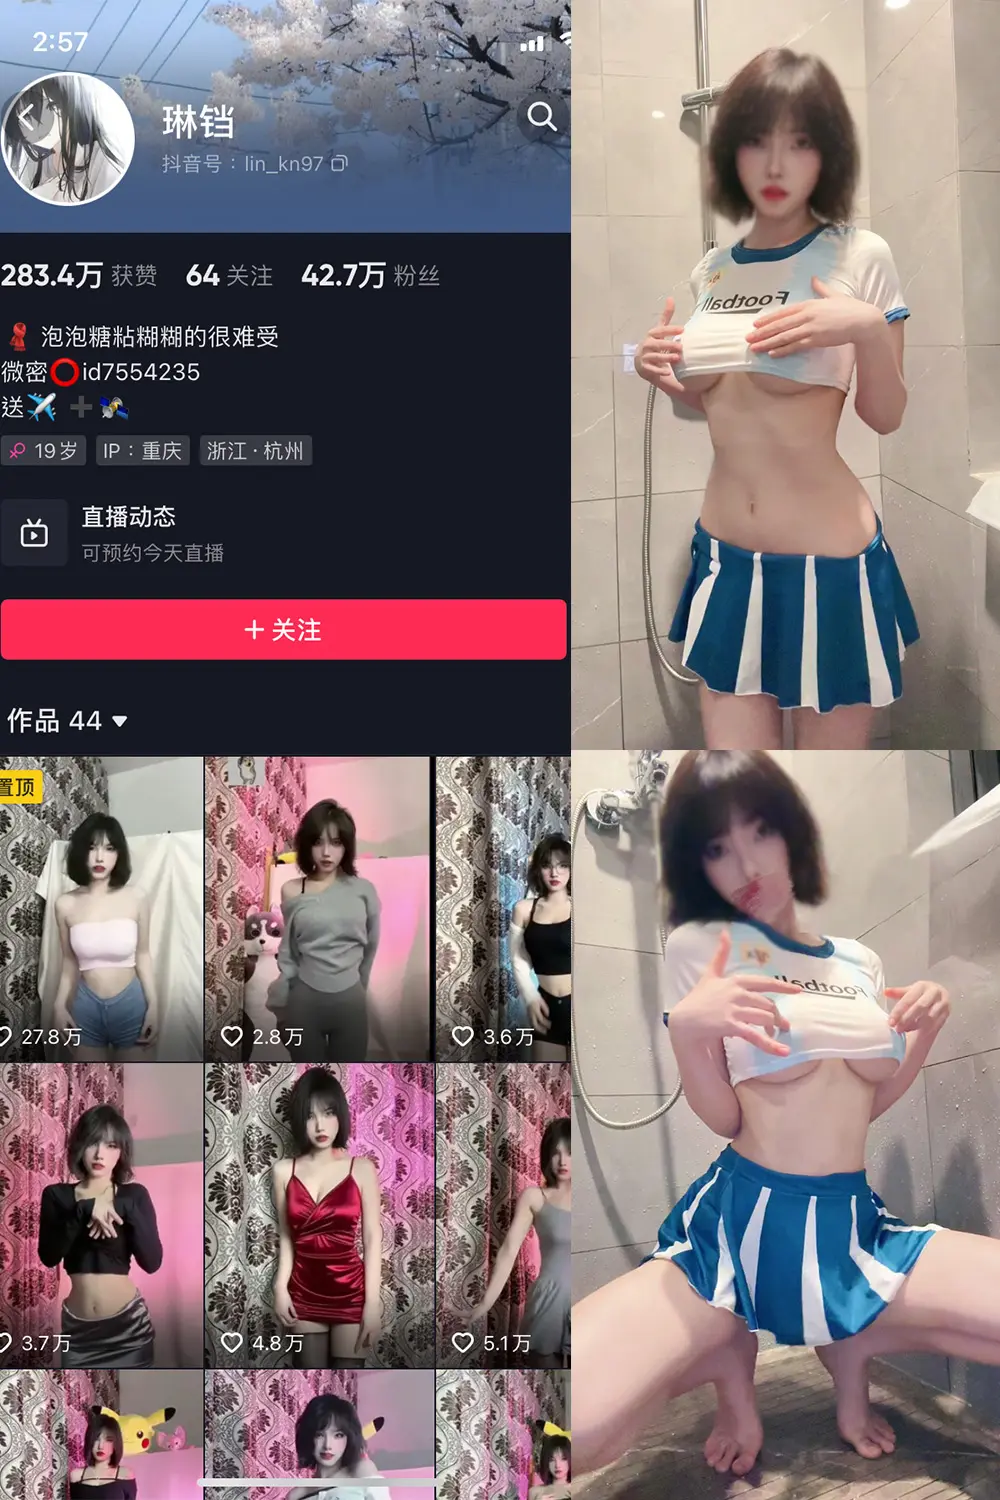 2:57
琳铛
抖音号：lin_kn97
283.4万 获赞 64 关注 42.7万 粉丝
泡泡糖粘糊糊的很难受
微密⭕id7554235
送✈️➕🛰️
19岁 IP：重庆 浙江·杭州
直播动态
可预约今天直播
＋关注
作品 44
置顶
27.8万
2.8万
3.6万
3.7万
4.8万
5.1万
Football
Football